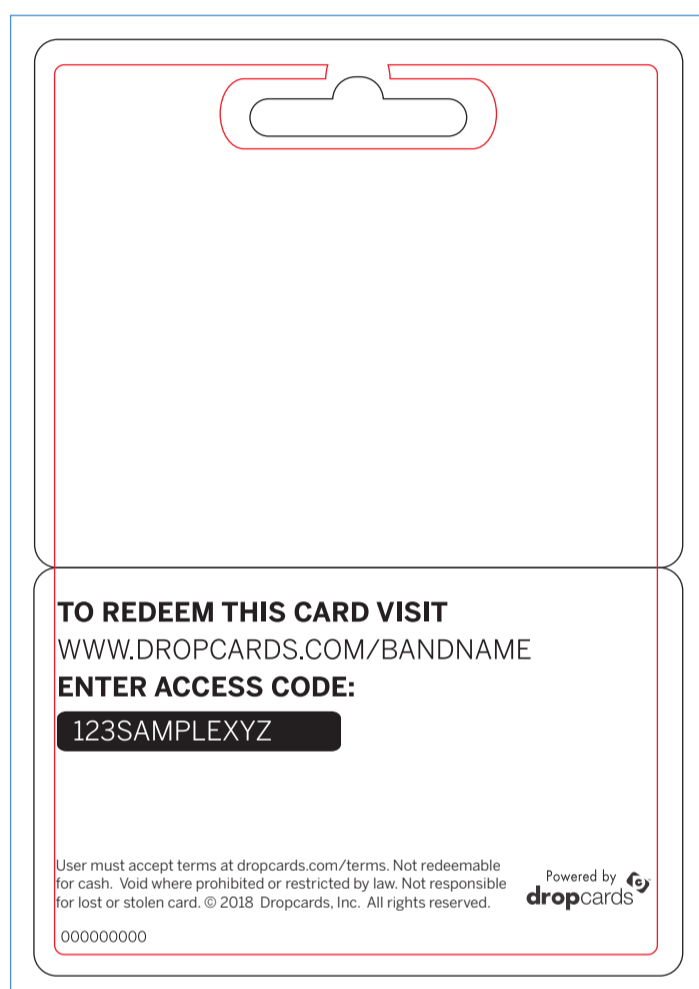 TO REDEEM THIS CARD VISIT
WWW.DROPCARDS.COM/BANDNAME
ENTER ACCESS CODE:
123SAMPLEXYZ
User must accept terms at dropcards.com/terms. Not redeemable
for cash. Void where prohibited or restricted by law. Not responsible
for lost or stolen card. © 2018 Dropcards, Inc. All rights reserved.
000000000
Powered by
dropcards